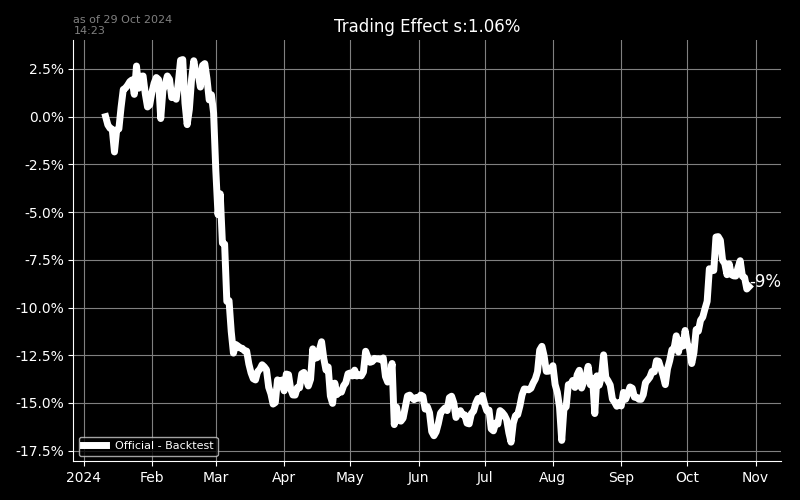 as of 29 Oct 2024
14:23
Trading Effect s:1.06%
2.5%
0.0%
-2.5%
-5.0%
-7.5%
-10.0%
-12.5%
-15.0%
-17.5%
-9%
Official - Backtest
2024 Feb Mar Apr May Jun Jul Aug Sep Oct Nov